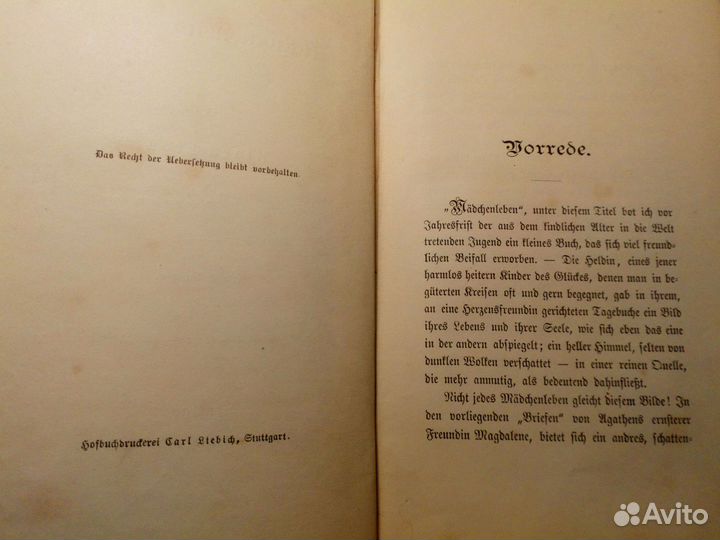 Das Recht der Uebersetzung bleibt vorbehalten.
Hofbuchdruckerei Carl Liebich, Stuttgart.
Vorrede.
„Mädchenleben“, unter diesem Titel bot ich vor
Jahresfrist der aus dem kindlichen Alter in die Welt
tretenden Jugend ein kleines Buch, das sich viel freund-
lichen Beifall erworben. — Die Heldin, eines jener
harmlos heitern Kinder des Glückes, denen man in be-
güterten Kreisen oft und gern begegnet, gab in ihrem,
an eine Herzensfreundin gerichteten Tagebuche ein Bild
ihres Lebens und ihrer Seele, wie sich eben das eine
in der andern abspiegelt; ein heller Himmel, selten von
dunklen Wolken verschattet — in einer reinen Quelle,
die mehr anmutig, als bedeutend dahinfließt.
Nicht jedes Mädchenleben gleicht diesem Bilde! In
den vorliegenden „Briefen“ von Agathens ernsterer
Freundin Magdalene, bietet sich ein andres, schatten-
Avito